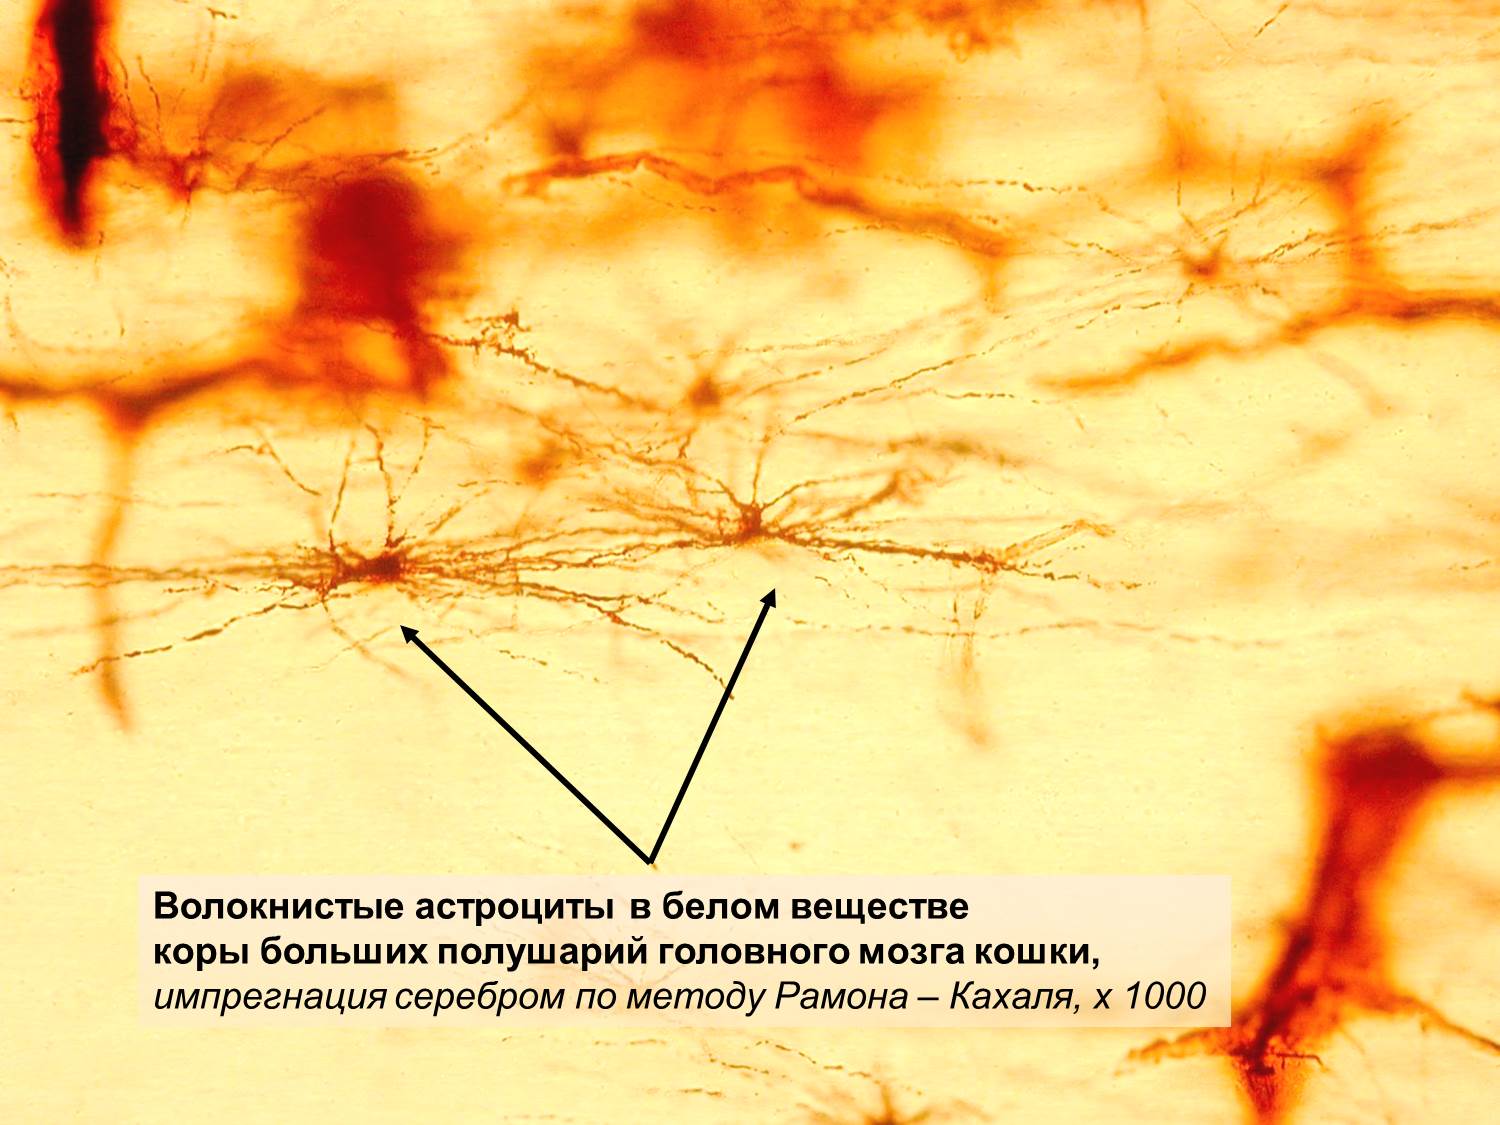 Волокнистые астроциты в белом веществе
коры больших полушарий головного мозга кошки,
импрегнация серебром по методу Рамона – Кахаля, х 1000